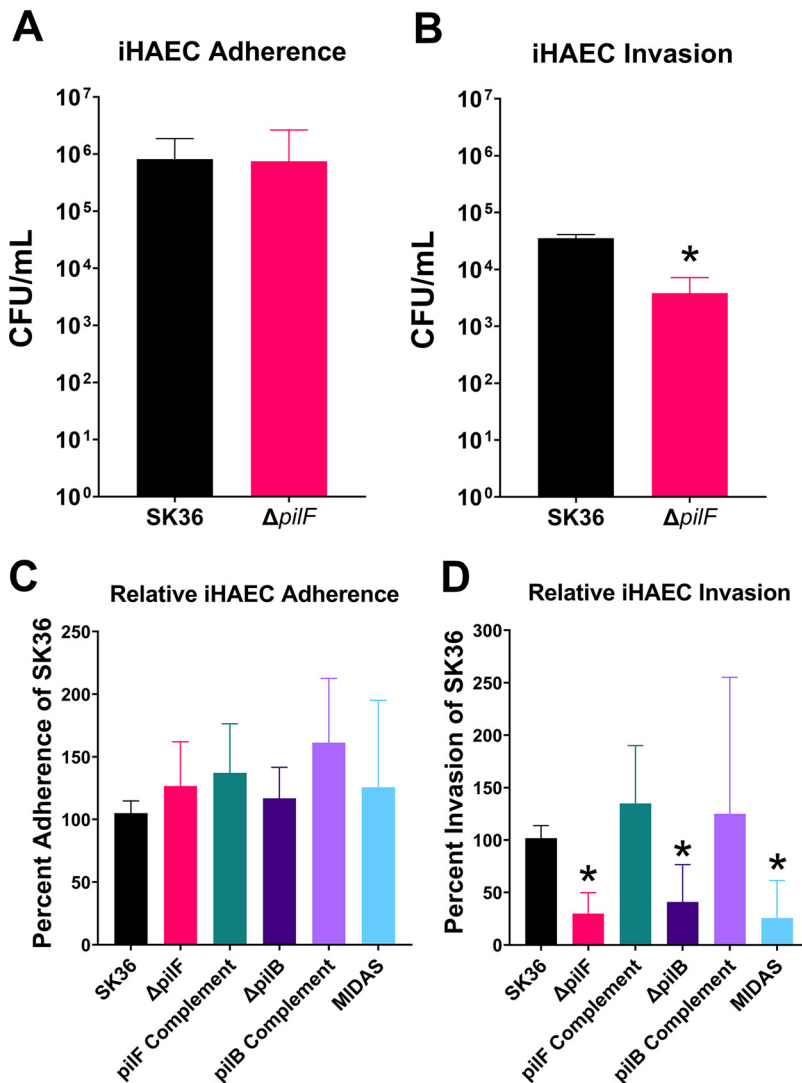 A
iHAEC Adherence
CFU/mL
10⁷
10⁶
10⁵
10⁴
10³
10²
10¹
10⁰
SK36
ΔpilF
B
iHAEC Invasion
CFU/mL
10⁷
10⁶
10⁵
10⁴
10³
10²
10¹
10⁰
*
SK36
ΔpilF
C
Relative iHAEC Adherence
Percent Adherence of SK36
250
200
150
100
50
0
SK36
ΔpilF
pilF Complement
ΔpilB
pilB Complement
MIDAS
D
Relative iHAEC Invasion
Percent Invasion of SK36
300
250
200
150
100
50
0
*
*
*
SK36
ΔpilF
pilF Complement
ΔpilB
pilB Complement
MIDAS